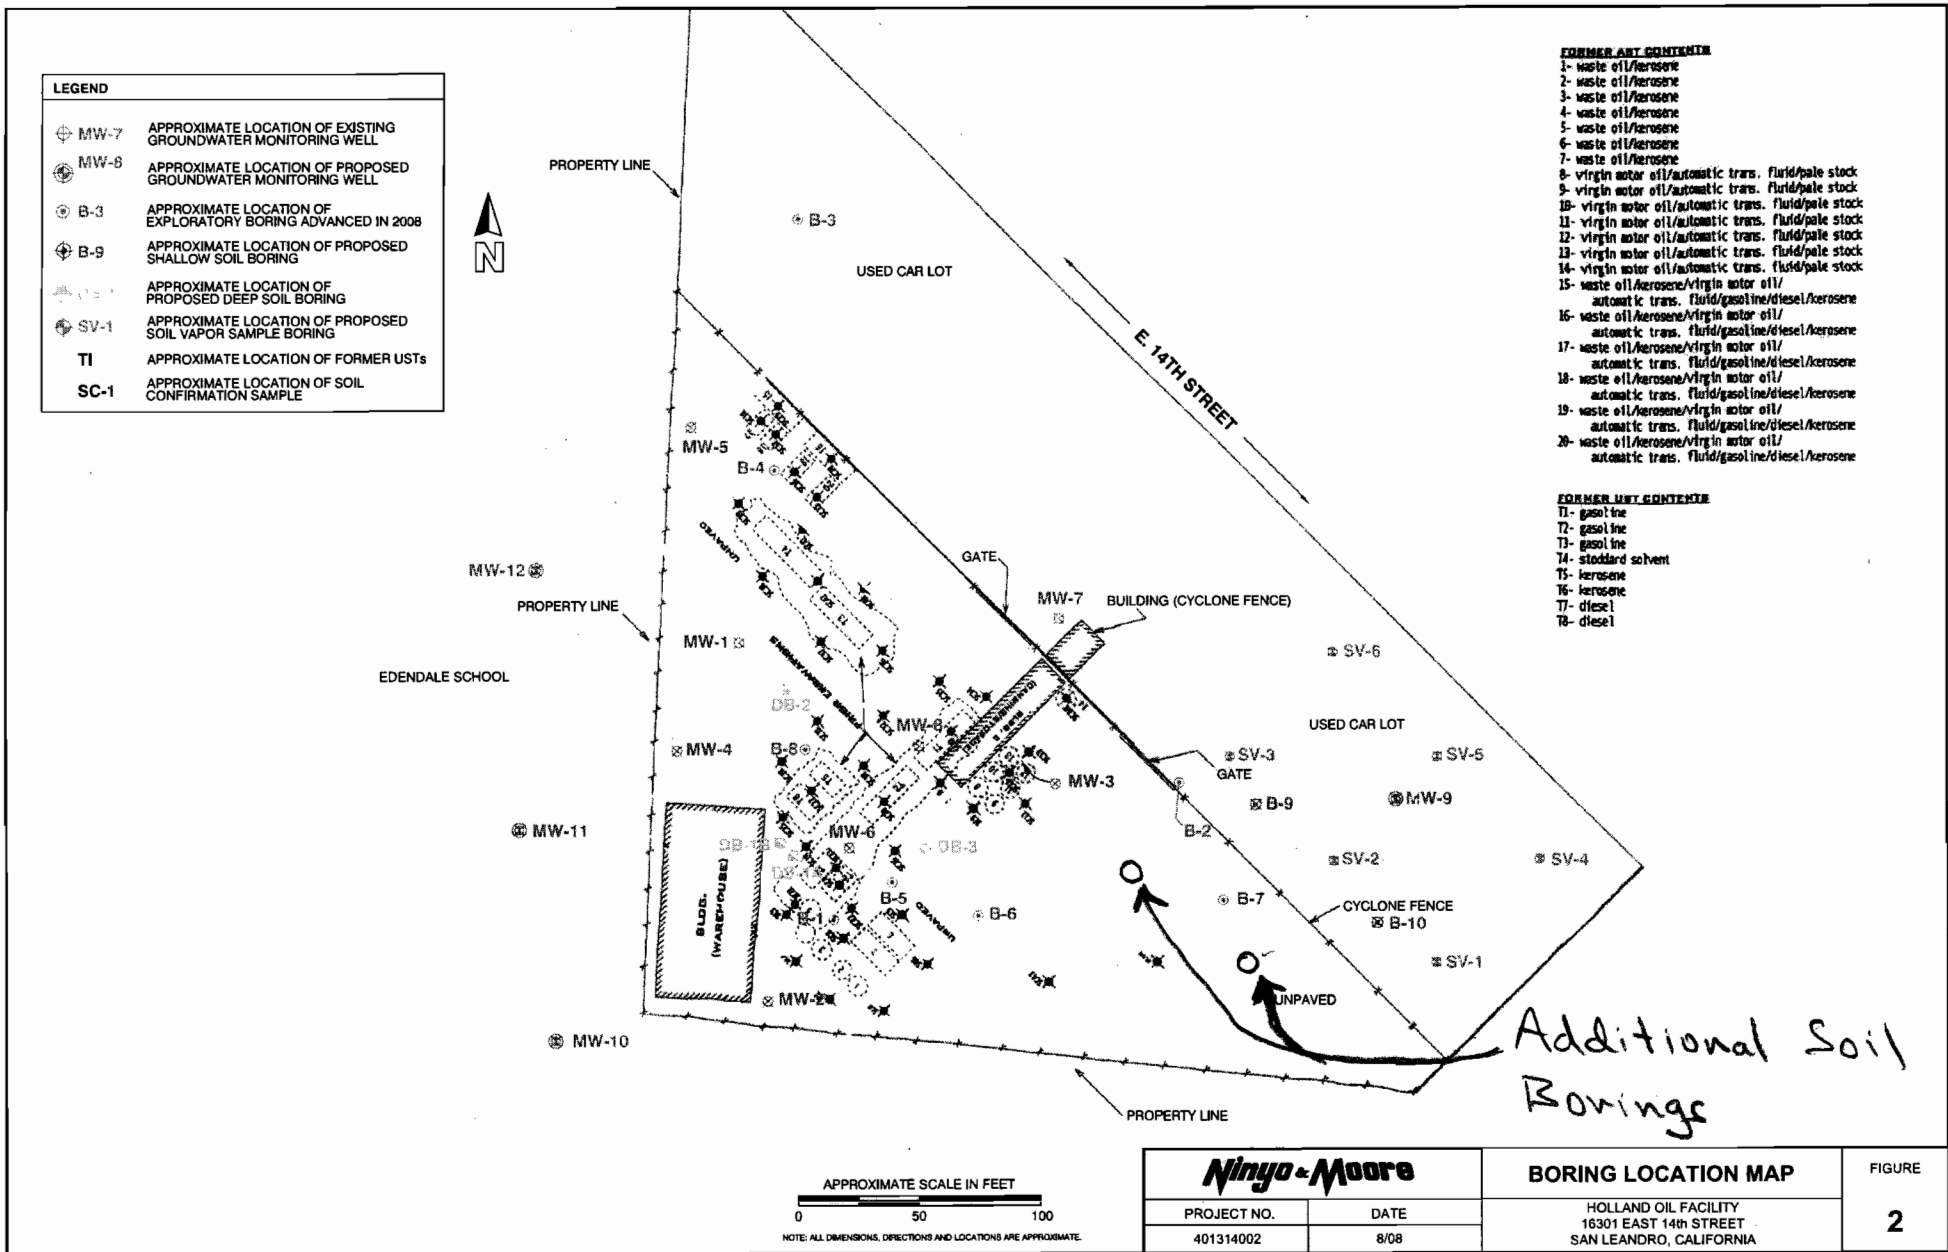 LEGEND
MW-7 APPROXIMATE LOCATION OF EXISTING
GROUNDWATER MONITORING WELL
MW-8 APPROXIMATE LOCATION OF PROPOSED
GROUNDWATER MONITORING WELL
B-3 APPROXIMATE LOCATION OF
EXPLORATORY BORING ADVANCED IN 2008
B-9 APPROXIMATE LOCATION OF PROPOSED
SHALLOW SOIL BORING
APPROXIMATE LOCATION OF
PROPOSED DEEP SOIL BORING
SV-1 APPROXIMATE LOCATION OF PROPOSED
SOIL VAPOR SAMPLE BORING
TI APPROXIMATE LOCATION OF FORMER USTs
SC-1 APPROXIMATE LOCATION OF SOIL
CONFIRMATION SAMPLE
FORMER AST CONTENTS
1- waste oil/kerosene
2- waste oil/kerosene
3- waste oil/kerosene
4- waste oil/kerosene
5- waste oil/kerosene
6- waste oil/kerosene
7- waste oil/kerosene
8- virgin motor oil/automatic trans. fluid/pale stock
9- virgin motor oil/automatic trans. fluid/pale stock
10- virgin motor oil/automatic trans. fluid/pale stock
11- virgin motor oil/automatic trans. fluid/pale stock
12- virgin motor oil/automatic trans. fluid/pale stock
13- virgin motor oil/automatic trans. fluid/pale stock
14- virgin motor oil/automatic trans. fluid/pale stock
15- waste oil/kerosene/virgin motor oil/
automatic trans. fluid/gasoline/diesel/kerosene
16- waste oil/kerosene/virgin motor oil/
automatic trans. fluid/gasoline/diesel/kerosene
17- waste oil/kerosene/virgin motor oil/
automatic trans. fluid/gasoline/diesel/kerosene
18- waste oil/kerosene/virgin motor oil/
automatic trans. fluid/gasoline/diesel/kerosene
19- waste oil/kerosene/virgin motor oil/
automatic trans. fluid/gasoline/diesel/kerosene
20- waste oil/kerosene/virgin motor oil/
automatic trans. fluid/gasoline/diesel/kerosene
FORMER UST CONTENTS
T1- gasoline
T2- gasoline
T3- gasoline
T4- stoddard solvent
T5- kerosene
T6- kerosene
T7- diesel
T8- diesel
N
PROPERTY LINE
B-3
USED CAR LOT
E. 14TH STREET
MW-5
B-4
UNPAVED
T4
T3
GATE
MW-12
PROPERTY LINE
MW-7
BUILDING (CYCLONE FENCE)
MW-1
EDENDALE SCHOOL
DB-2
SV-6
USED CAR LOT
MW-8
MW-4
B-8
SV-3
SV-5
GATE
MW-3
B-9
MW-9
MW-11
B-2
MW-6
DB-1B
DB-3
DB-1A
SV-2
SV-4
BLDG.
(WAREHOUSE)
B-5
B-7
B-1
B-6
UNPAVED
CYCLONE FENCE
B-10
SV-1
MW-2
UNPAVED
MW-10
Additional Soil
Borings
PROPERTY LINE
APPROXIMATE SCALE IN FEET
0 50 100
NOTE: ALL DIMENSIONS, DIRECTIONS AND LOCATIONS ARE APPROXIMATE.
Ninyo & Moore
PROJECT NO. DATE
401314002 8/08
BORING LOCATION MAP
HOLLAND OIL FACILITY
16301 EAST 14th STREET
SAN LEANDRO, CALIFORNIA
FIGURE
2